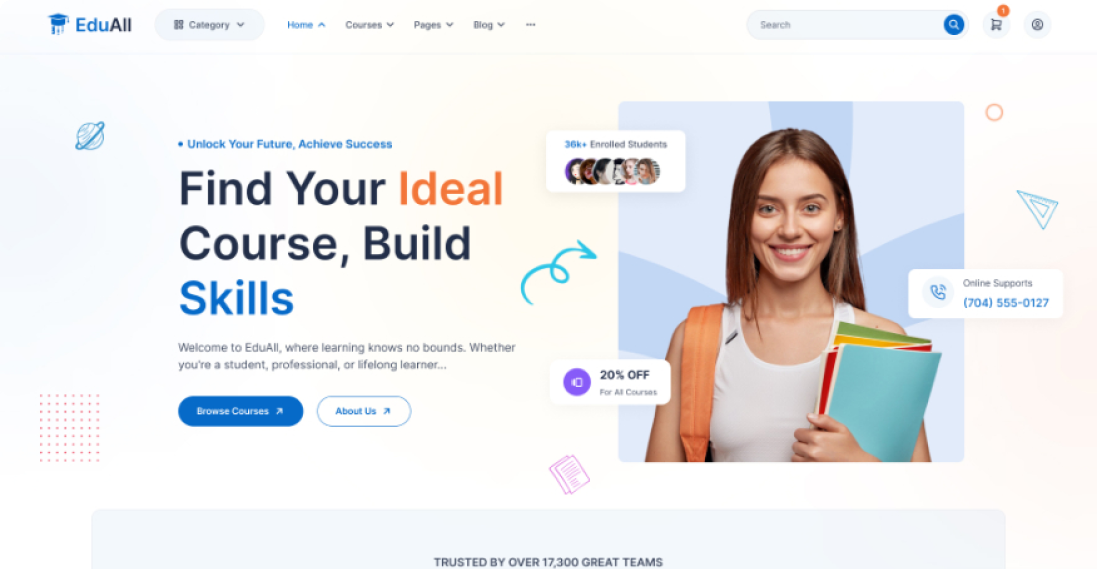 EduAll
Category
Home
Courses
Pages
Blog
Search
1
Unlock Your Future, Achieve Success
Find Your Ideal
Course, Build
Skills
Welcome to EduAll, where learning knows no bounds. Whether
you're a student, professional, or lifelong learner...
Browse Courses
About Us
36k+ Enrolled Students
Online Supports
(704) 555-0127
20% OFF
For All Courses
TRUSTED BY OVER 17,300 GREAT TEAMS